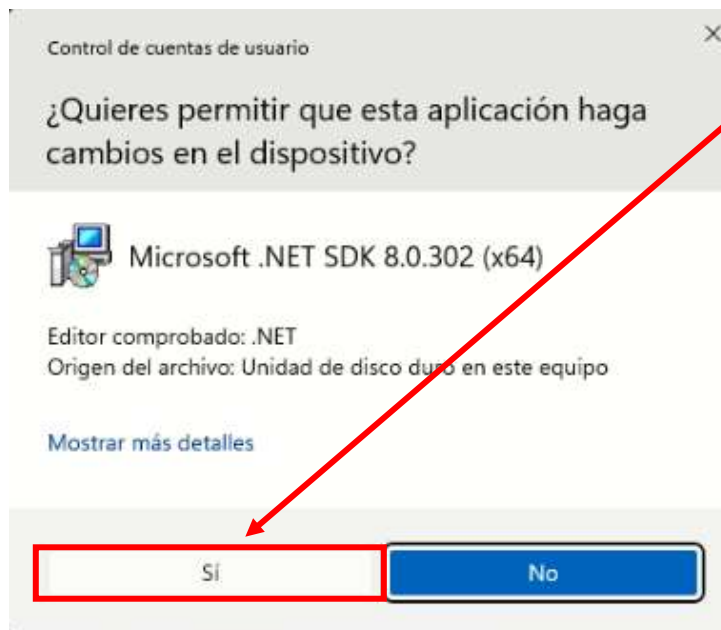 Control de cuentas de usuario
¿Quieres permitir que esta aplicación haga
cambios en el dispositivo?
Microsoft .NET SDK 8.0.302 (x64)
Editor comprobado: .NET
Origen del archivo: Unidad de disco duro en este equipo
Mostrar más detalles
Sí
No